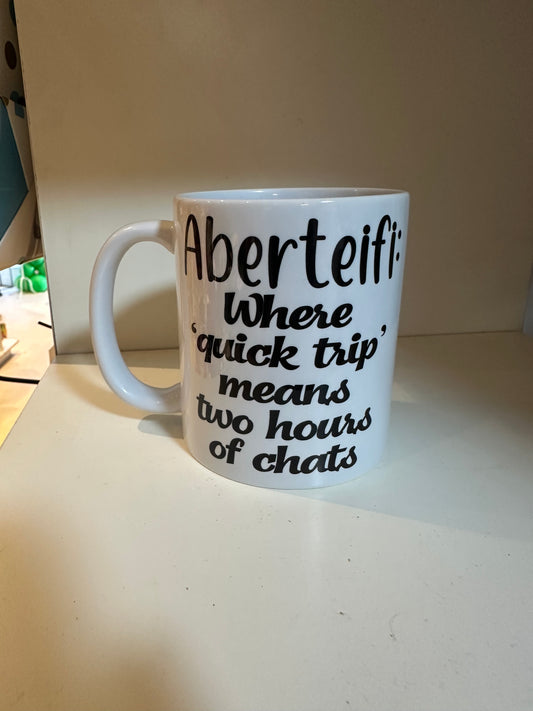 Aberteifi:
Where
‘quick trip’
means
two hours
of chats